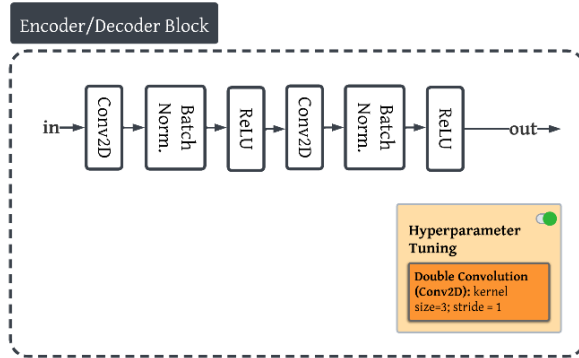 Encoder/Decoder Block
in
Conv2D
Batch
Norm.
ReLU
Conv2D
Batch
Norm.
ReLU
out
Hyperparameter
Tuning
Double Convolution
(Conv2D): kernel
size=3; stride = 1